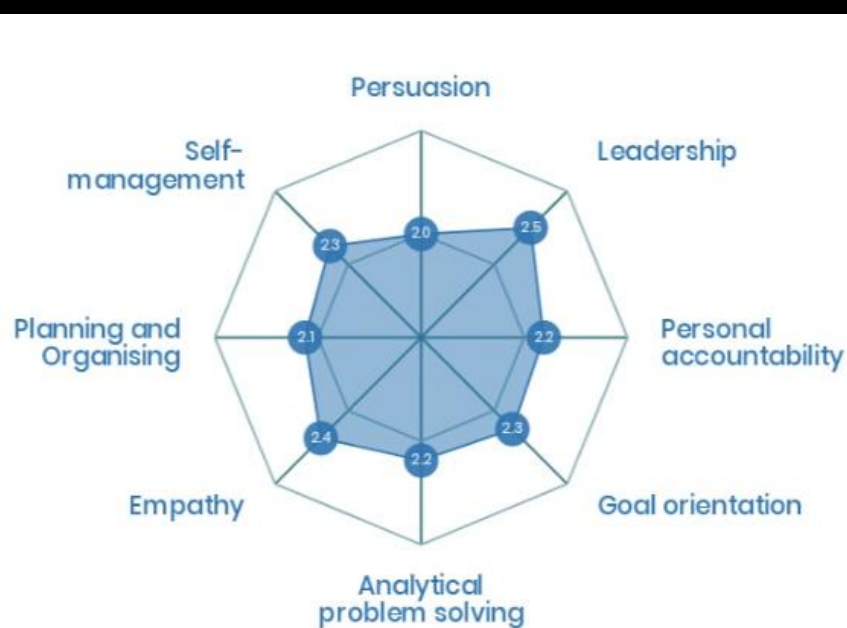 Persuasion
Self-
management
Leadership
2.0
2.5
2.3
Planning and
Organising
2.1
2.2
Personal
accountability
2.4
2.3
2.2
Empathy
Goal orientation
Analytical
problem solving